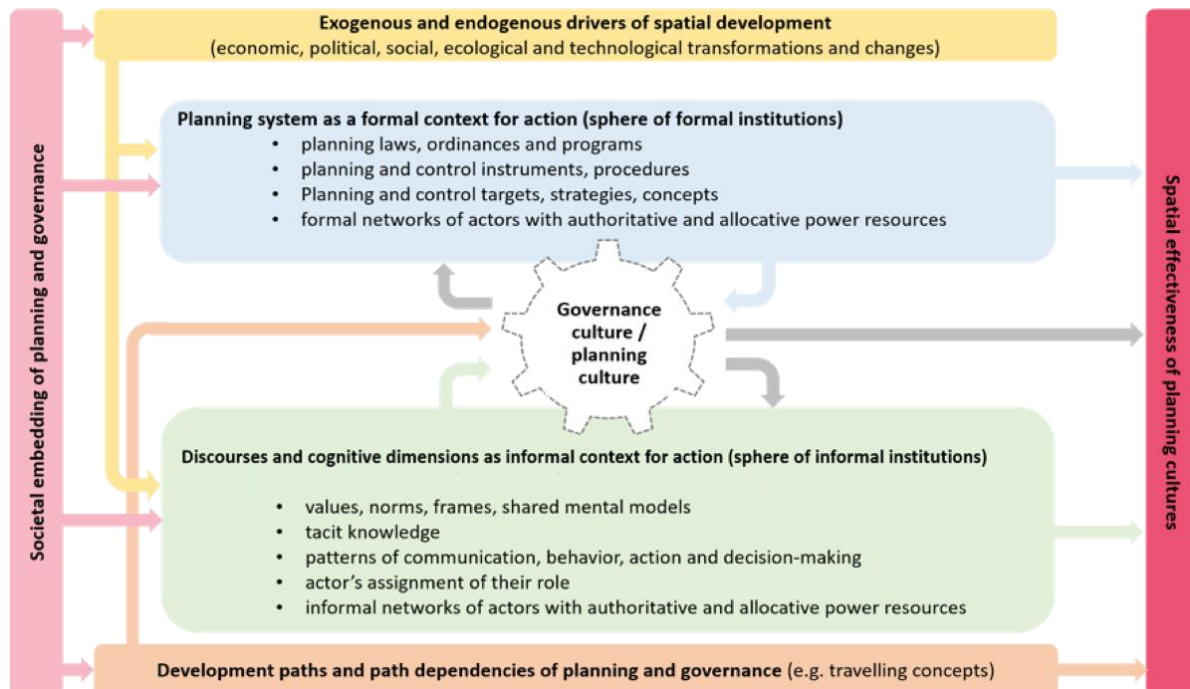 Societal embedding of planning and governance
Exogenous and endogenous drivers of spatial development
(economic, political, social, ecological and technological transformations and changes)
Planning system as a formal context for action (sphere of formal institutions)
• planning laws, ordinances and programs
• planning and control instruments, procedures
• Planning and control targets, strategies, concepts
• formal networks of actors with authoritative and allocative power resources
Governance
culture /
planning
culture
Discourses and cognitive dimensions as informal context for action (sphere of informal institutions)
• values, norms, frames, shared mental models
• tacit knowledge
• patterns of communication, behavior, action and decision-making
• actor's assignment of their role
• informal networks of actors with authoritative and allocative power resources
Development paths and path dependencies of planning and governance (e.g. travelling concepts)
Spatial effectiveness of planning cultures